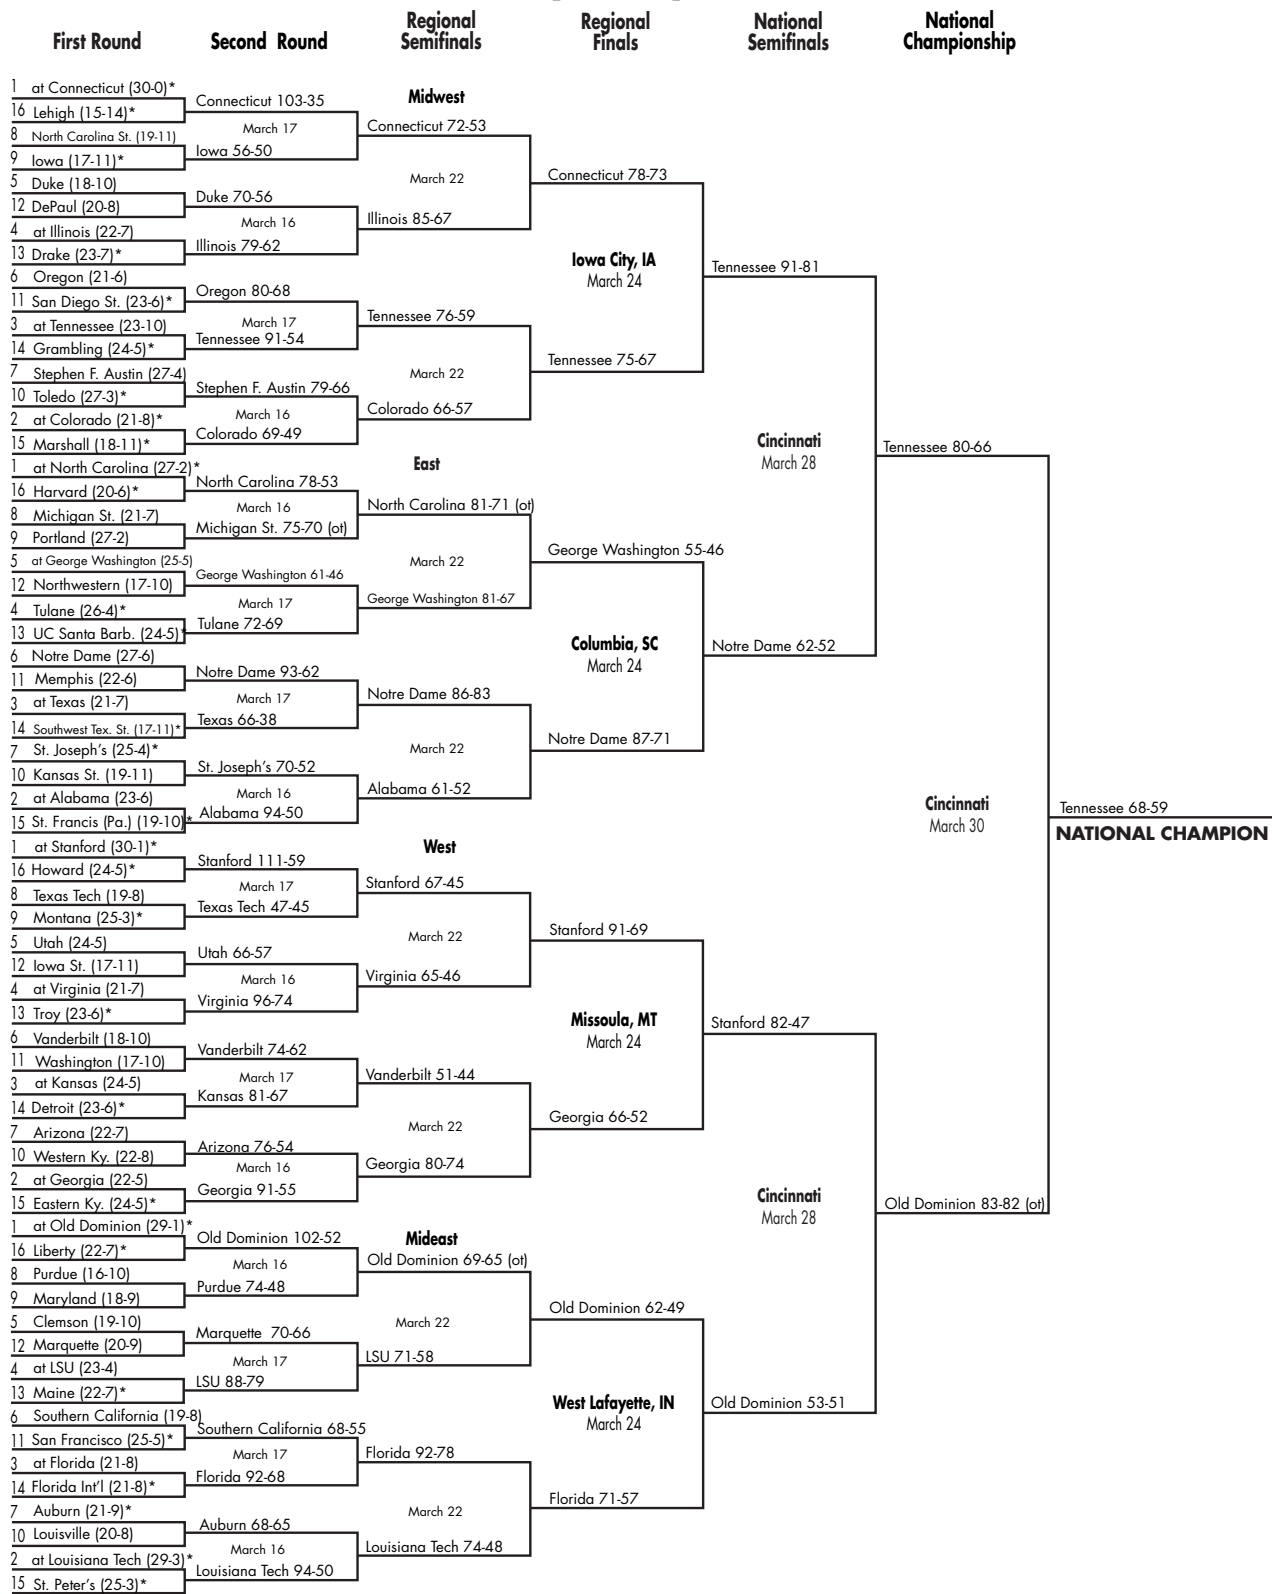 First Round
Second Round
Regional
Semifinals
Regional
Finals
National
Semifinals
National
Championship
1 at Connecticut (30-0)*
16 Lehigh (15-14)*
8 North Carolina St. (19-11)
9 Iowa (17-11)*
5 Duke (18-10)
12 DePaul (20-8)
4 at Illinois (22-7)
13 Drake (23-7)*
6 Oregon (21-6)
11 San Diego St. (23-6)*
3 at Tennessee (23-10)
14 Grambling (24-5)*
7 Stephen F. Austin (27-4)
10 Toledo (27-3)*
2 at Colorado (21-8)*
15 Marshall (18-11)*
1 at North Carolina (27-2)*
16 Harvard (20-6)*
8 Michigan St. (21-7)
9 Portland (27-2)
5 at George Washington (25-5)
12 Northwestern (17-10)
4 Tulane (26-4)*
13 UC Santa Barb. (24-5)*
6 Notre Dame (27-6)
11 Memphis (22-6)
3 at Texas (21-7)
14 Southwest Tex. St. (17-11)*
7 St. Joseph's (25-4)*
10 Kansas St. (19-11)
2 at Alabama (23-6)
15 St. Francis (Pa.) (19-10)*
1 at Stanford (30-1)*
16 Howard (24-5)*
8 Texas Tech (19-8)
9 Montana (25-3)*
5 Utah (24-5)
12 Iowa St. (17-11)
4 at Virginia (21-7)
13 Troy (23-6)*
6 Vanderbilt (18-10)
11 Washington (17-10)
3 at Kansas (24-5)
14 Detroit (23-6)*
7 Arizona (22-7)
10 Western Ky. (22-8)
2 at Georgia (22-5)
15 Eastern Ky. (24-5)*
1 at Old Dominion (29-1)*
16 Liberty (22-7)*
8 Purdue (16-10)
9 Maryland (18-9)
5 Clemson (19-10)
12 Marquette (20-9)
4 at LSU (23-4)
13 Maine (22-7)*
6 Southern California (19-8)
11 San Francisco (25-5)*
3 at Florida (21-8)
14 Florida Int'l (21-8)*
7 Auburn (21-9)*
10 Louisville (20-8)
2 at Louisiana Tech (29-3)*
15 St. Peter's (25-3)*
Connecticut 103-35
March 17
Iowa 56-50
Duke 70-56
March 16
Illinois 79-62
Oregon 80-68
March 17
Tennessee 91-54
Stephen F. Austin 79-66
March 16
Colorado 69-49
North Carolina 78-53
March 16
Michigan St. 75-70 (ot)
George Washington 61-46
March 17
Tulane 72-69
Notre Dame 93-62
March 17
Texas 66-38
St. Joseph's 70-52
March 16
Alabama 94-50
Stanford 111-59
March 17
Texas Tech 47-45
Utah 66-57
March 16
Virginia 96-74
Vanderbilt 74-62
March 17
Kansas 81-67
Arizona 76-54
March 16
Georgia 91-55
Old Dominion 102-52
March 16
Purdue 74-48
Marquette 70-66
March 17
LSU 88-79
Southern California 68-55
March 17
Florida 92-68
Auburn 68-65
March 16
Louisiana Tech 94-50
Midwest
Connecticut 72-53
March 22
Illinois 85-67
Tennessee 76-59
March 22
Colorado 66-57
East
North Carolina 81-71 (ot)
March 22
George Washington 81-67
Notre Dame 86-83
March 22
Alabama 61-52
West
Stanford 67-45
March 22
Virginia 65-46
Vanderbilt 51-44
March 22
Georgia 80-74
Mideast
Old Dominion 69-65 (ot)
March 22
LSU 71-58
Florida 92-78
March 22
Louisiana Tech 74-48
Connecticut 78-73
Iowa City, IA
March 24
Tennessee 75-67
George Washington 55-46
Columbia, SC
March 24
Notre Dame 87-71
Stanford 91-69
Missoula, MT
March 24
Georgia 66-52
Old Dominion 62-49
West Lafayette, IN
March 24
Florida 71-57
Tennessee 91-81
Cincinnati
March 28
Notre Dame 62-52
Stanford 82-47
Cincinnati
March 28
Old Dominion 53-51
Tennessee 80-66
Cincinnati
March 30
Old Dominion 83-82 (ot)
Tennessee 68-59
NATIONAL CHAMPION